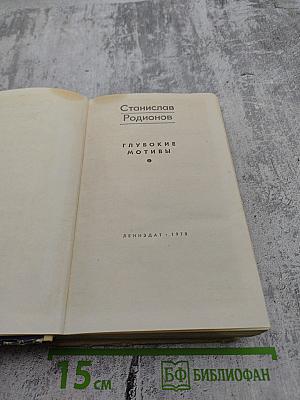 Станислав
Родионов
ГЛУБОКИЕ
МОТИВЫ
ЛЕНИЗДАТ • 1978
15 см
БФ БИБЛИОФАН